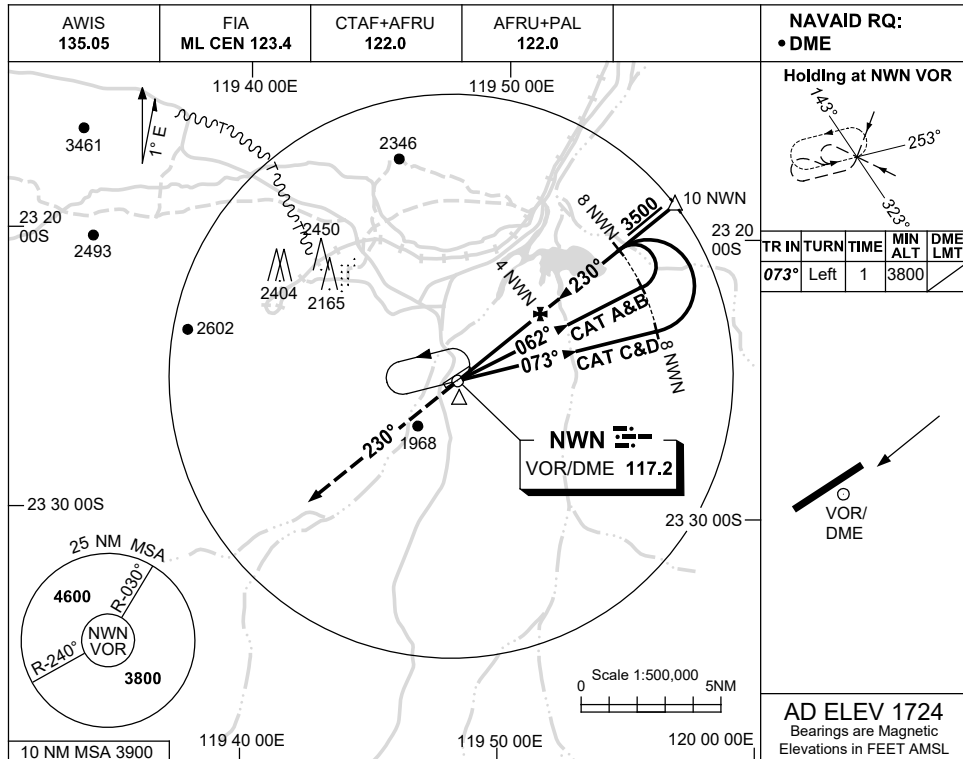 AWIS
135.05
FIA
ML CEN 123.4
CTAF+AFRU
122.0
AFRU+PAL
122.0
NAVAID RQ:
• DME
Holding at NWN VOR
143°
253°
323°
TR IN TURN TIME MIN ALT DME LMT
073° Left 1 3800
119 40 00E
119 50 00E
1° E
3461
2346
10 NWN
3500
8 NWN
23 20
00S
23 20
00S
2493
2450
2404
2165
4 NWN
230°
2602
062°
CAT A&B
073°
CAT C&D
8 NWN
230°
1968
NWN
VOR/DME 117.2
VOR/
DME
23 30 00S
23 30 00S
25 NM MSA
R-030°
4600
NWN
VOR
R-240°
3800
Scale 1:500,000
0
5NM
10 NM MSA 3900
119 40 00E
119 50 00E
120 00 00E
AD ELEV 1724
Bearings are Magnetic
Elevations in FEET AMSL